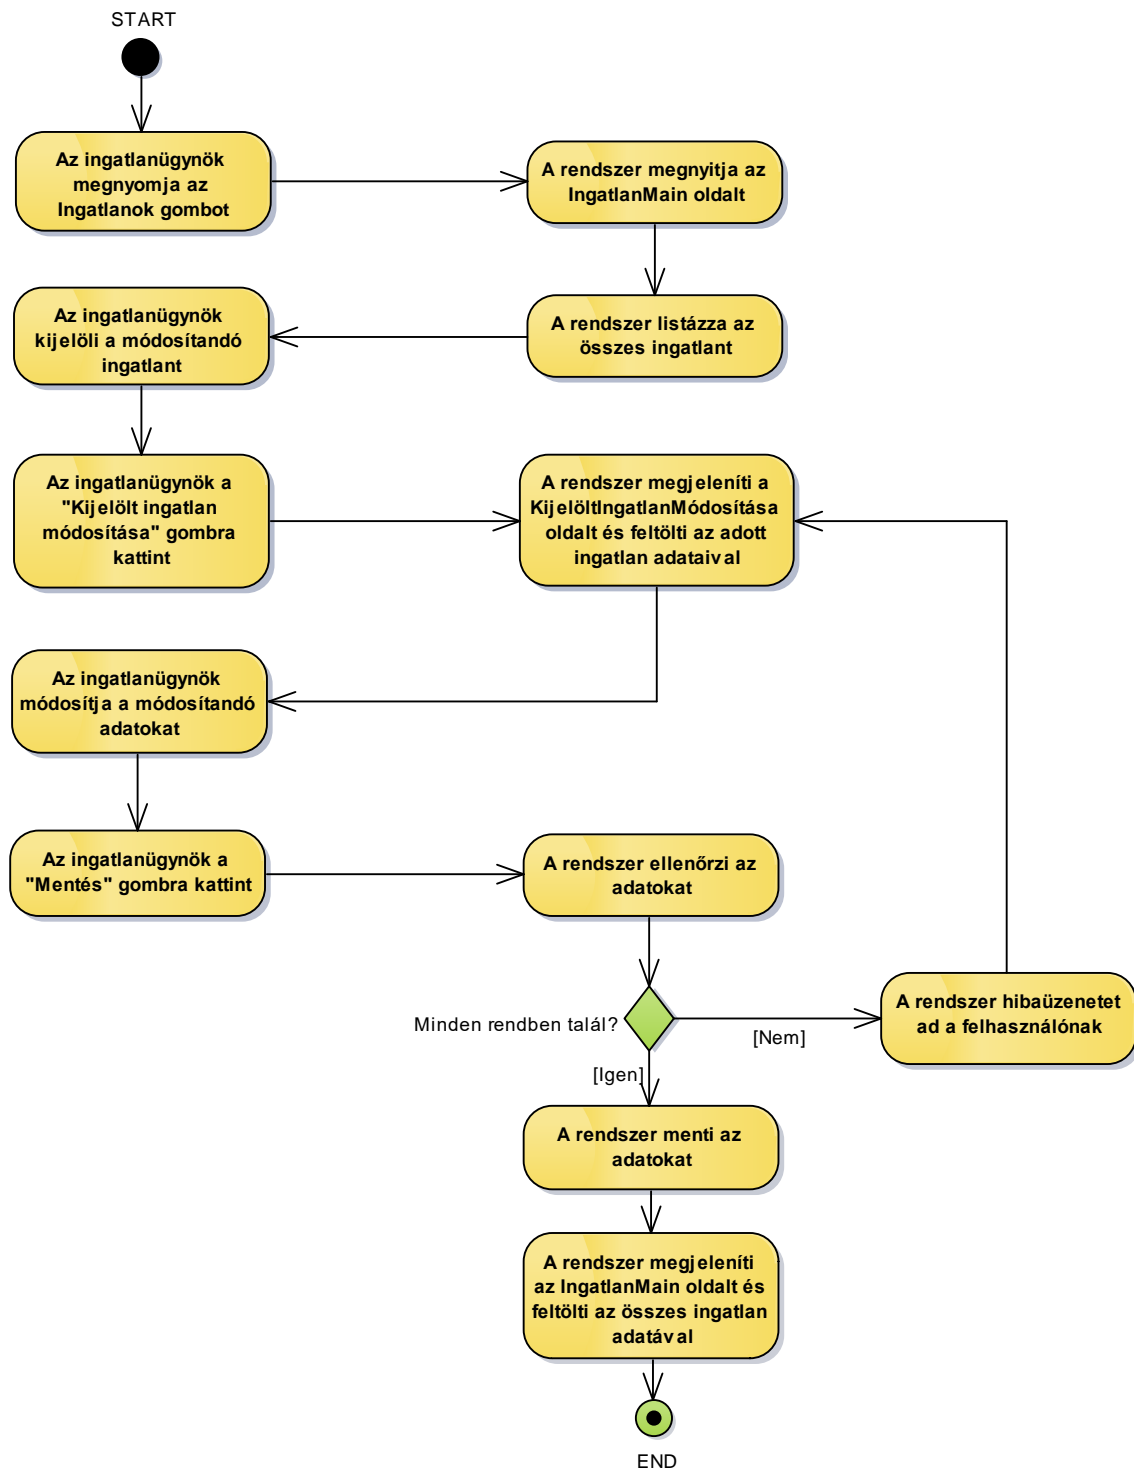 START
Az ingatlanügynök
megnyomja az
Ingatlanok gombot
A rendszer megnyitja az
IngatlanMain oldalt
Az ingatlanügynök
kijelöli a módosítandó
ingatlant
A rendszer listázza az
összes ingatlant
Az ingatlanügynök a
"Kijelölt ingatlan
módosítása" gombra
kattint
A rendszer megjeleníti a
KijelöltIngatlanMódosítása
oldalt és feltölti az adott
ingatlan adataival
Az ingatlanügynök
módosítja a módosítandó
adatokat
Az ingatlanügynök a
"Mentés" gombra kattint
A rendszer ellenőrzi az
adatokat
Minden rendben talál?
[Nem]
A rendszer hibaüzenetet
ad a felhasználónak
[Igen]
A rendszer menti az
adatokat
A rendszer megjeleníti
az IngatlanMain oldalt és
feltölti az összes ingatlan
adatával
END